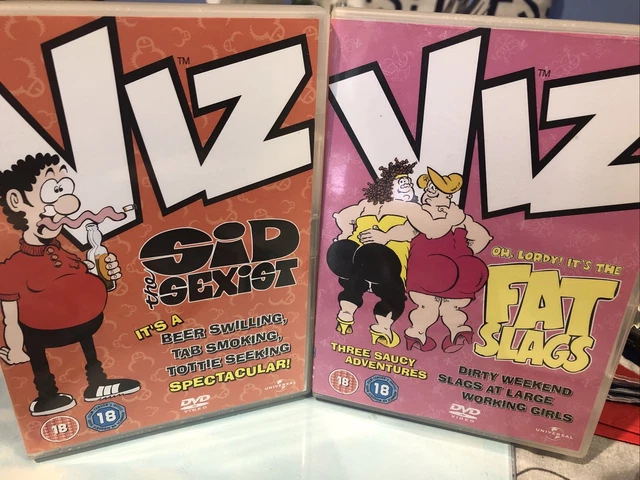 VIZ
TM
SID
the SEXIST
IT'S A
BEER SWILLING,
TAB SMOKING,
TOTTIE SEEKING
SPECTACULAR!
18
18
DVD
VIDEO
UNIVERSAL
VIZ
TM
OH, LORDY! IT'S THE
FAT
SLAGS
THREE SAUCY
ADVENTURES
DIRTY WEEKEND
SLAGS AT LARGE
WORKING GIRLS
18
18
DVD
VIDEO
UNIVERSAL